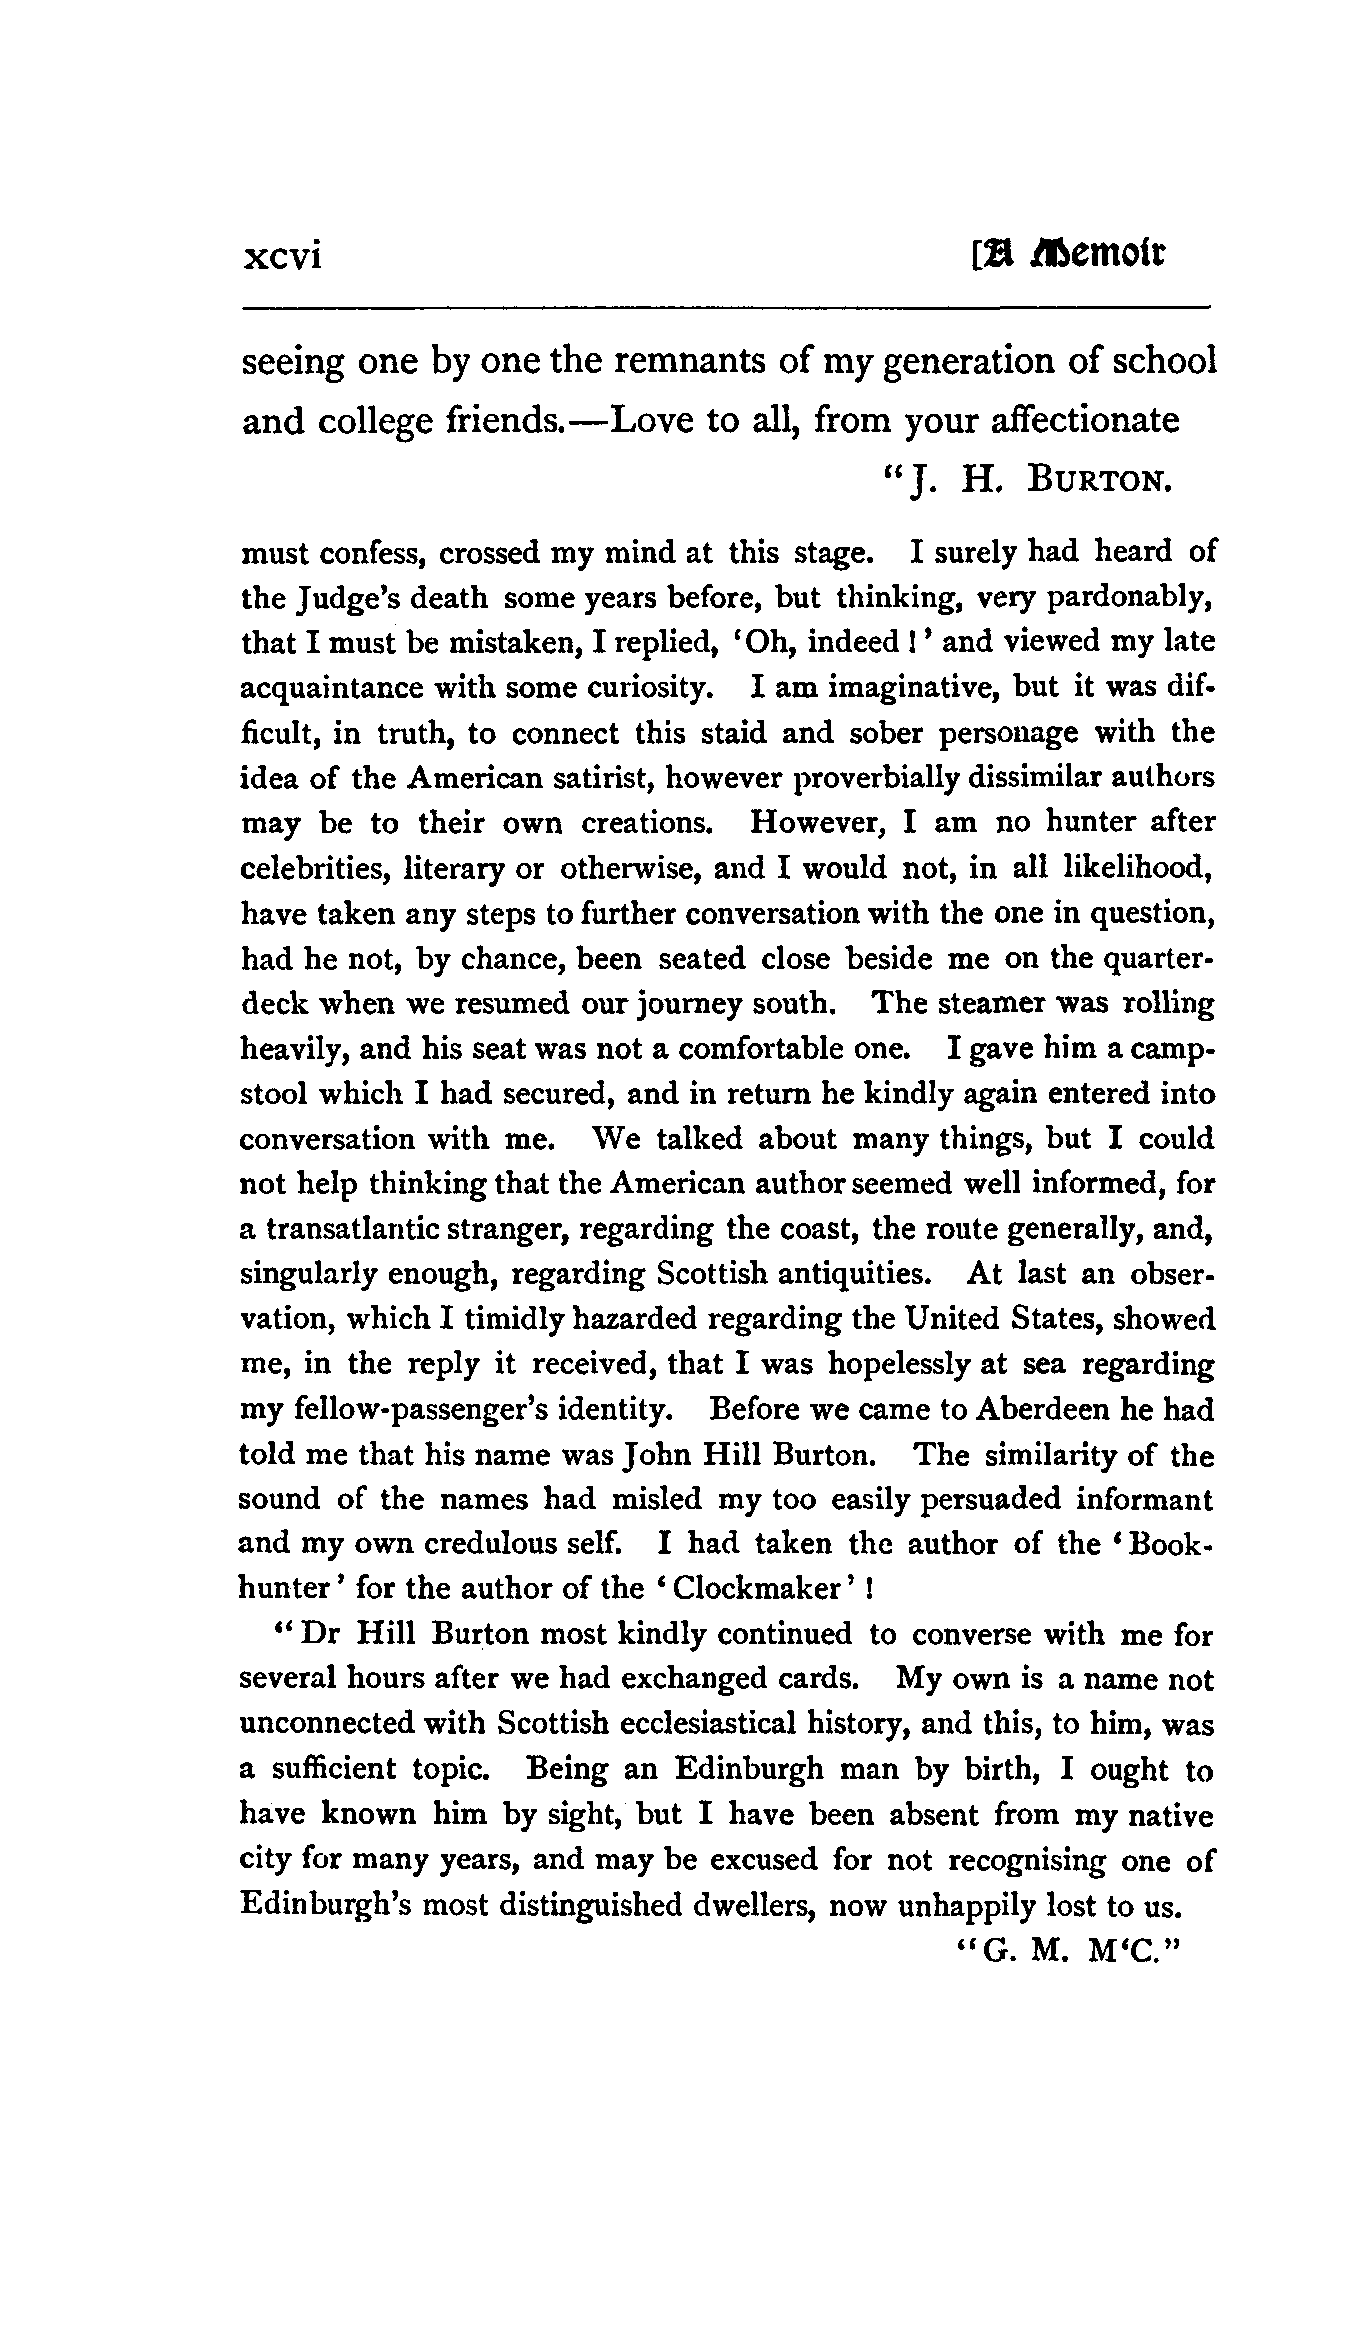 xcvi [A Memoir
seeing one by one the remnants of my generation of school
and college friends.—Love to all, from your affectionate
“J. H. BURTON.
must confess, crossed my mind at this stage. I surely had heard of
the Judge’s death some years before, but thinking, very pardonably,
that I must be mistaken, I replied, ‘Oh, indeed!’ and viewed my late
acquaintance with some curiosity. I am imaginative, but it was dif-
ficult, in truth, to connect this staid and sober personage with the
idea of the American satirist, however proverbially dissimilar authors
may be to their own creations. However, I am no hunter after
celebrities, literary or otherwise, and I would not, in all likelihood,
have taken any steps to further conversation with the one in question,
had he not, by chance, been seated close beside me on the quarter-
deck when we resumed our journey south. The steamer was rolling
heavily, and his seat was not a comfortable one. I gave him a camp-
stool which I had secured, and in return he kindly again entered into
conversation with me. We talked about many things, but I could
not help thinking that the American author seemed well informed, for
a transatlantic stranger, regarding the coast, the route generally, and,
singularly enough, regarding Scottish antiquities. At last an obser-
vation, which I timidly hazarded regarding the United States, showed
me, in the reply it received, that I was hopelessly at sea regarding
my fellow-passenger’s identity. Before we came to Aberdeen he had
told me that his name was John Hill Burton. The similarity of the
sound of the names had misled my too easily persuaded informant
and my own credulous self. I had taken the author of the ‘Book-
hunter’ for the author of the ‘Clockmaker’!
“Dr Hill Burton most kindly continued to converse with me for
several hours after we had exchanged cards. My own is a name not
unconnected with Scottish ecclesiastical history, and this, to him, was
a sufficient topic. Being an Edinburgh man by birth, I ought to
have known him by sight, but I have been absent from my native
city for many years, and may be excused for not recognising one of
Edinburgh’s most distinguished dwellers, now unhappily lost to us.
“G. M. M‘C.”